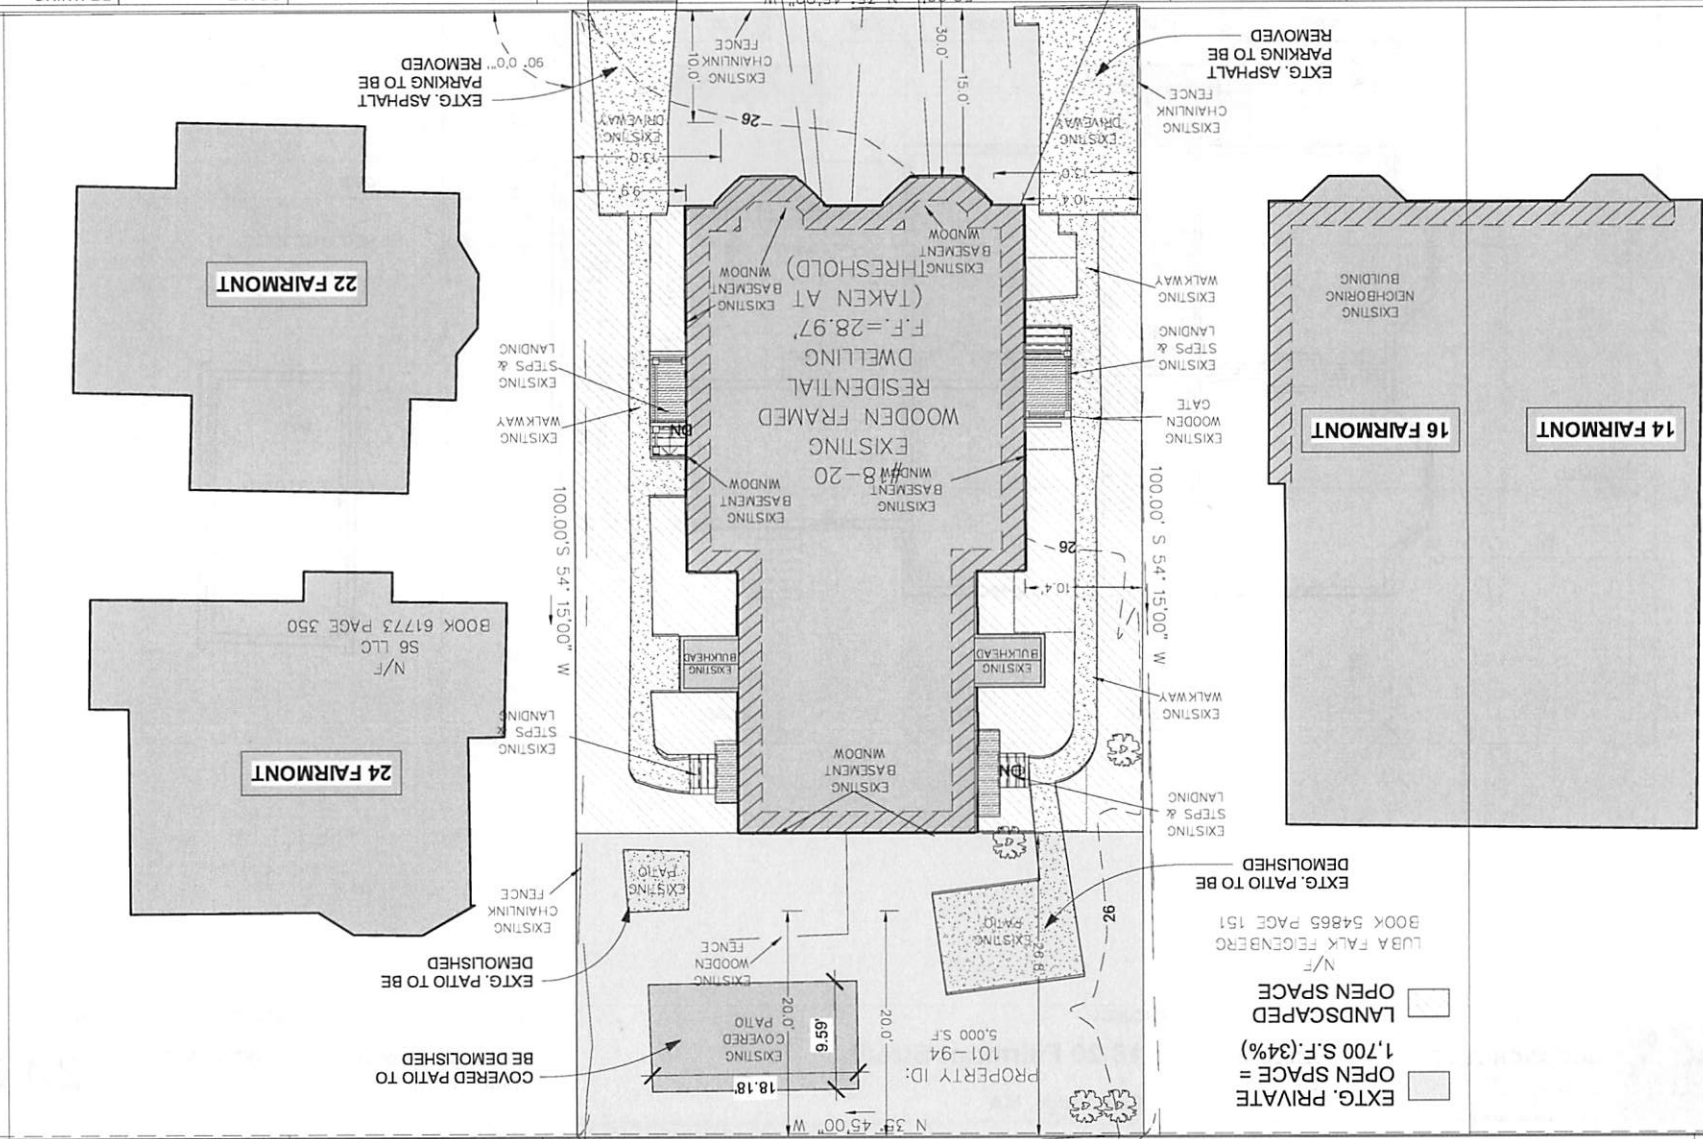 EXTG. PRIVATE
OPEN SPACE =
1,700 S.F.(34%)
LANDSCAPED
OPEN SPACE
N/F
LUBA FALK FEIGENBERG
BOOK 54865 PAGE 151
EXTG. PATIO TO BE
DEMOLISHED
N 35° 45'00" W
PROPERTY ID:
101-94
5,000 S.F
20.0'
20.0'
18.18'
9.59'
EXISTING
COVERED
PATIO
COVERED PATIO TO
BE DEMOLISHED
EXISTING
WOODEN
FENCE
EXISTING
PATIO
26
EXISTING
PATIO
EXTG. PATIO TO BE
DEMOLISHED
EXISTING
CHAINLINK
FENCE
EXISTING
STEPS &
LANDING
DN
EXISTING
BASEMENT
WINDOW
EXISTING
STEPS &
LANDING
24 FAIRMONT
N/F
S6 LLC
BOOK 61773 PAGE 350
EXISTING
WALKWAY
EXISTING
BULKHEAD
EXISTING
BULKHEAD
100.00' S 54° 15'00" W
10.4'
26
100.00' S 54° 15'00" W
14 FAIRMONT
16 FAIRMONT
EXISTING
WOODEN
GATE
EXISTING
BASEMENT
WINDOW
#18-20
EXISTING
WOODEN FRAMED
RESIDENTIAL
DWELLING
F.F.=28.97'
(TAKEN AT
THRESHOLD)
EXISTING
BASEMENT
WINDOW
DN
EXISTING
WALKWAY
EXISTING
STEPS &
LANDING
EXISTING
STEPS &
LANDING
EXISTING
WALKWAY
EXISTING
NEIGHBORING
BUILDING
EXISTING
BASEMENT
WINDOW
EXISTING
BASEMENT
WINDOW
22 FAIRMONT
10.4
13.0
9.9
13.0
EXISTING
DRIVEWAY
EXISTING
DRIVEWAY
EXISTING
CHAINLINK
FENCE
EXTG. ASPHALT
PARKING TO BE
REMOVED
15.0'
30.0'
26
10.0'
EXISTING
CHAINLINK
FENCE
EXTG. ASPHALT
PARKING TO BE
REMOVED
90° 0'0"